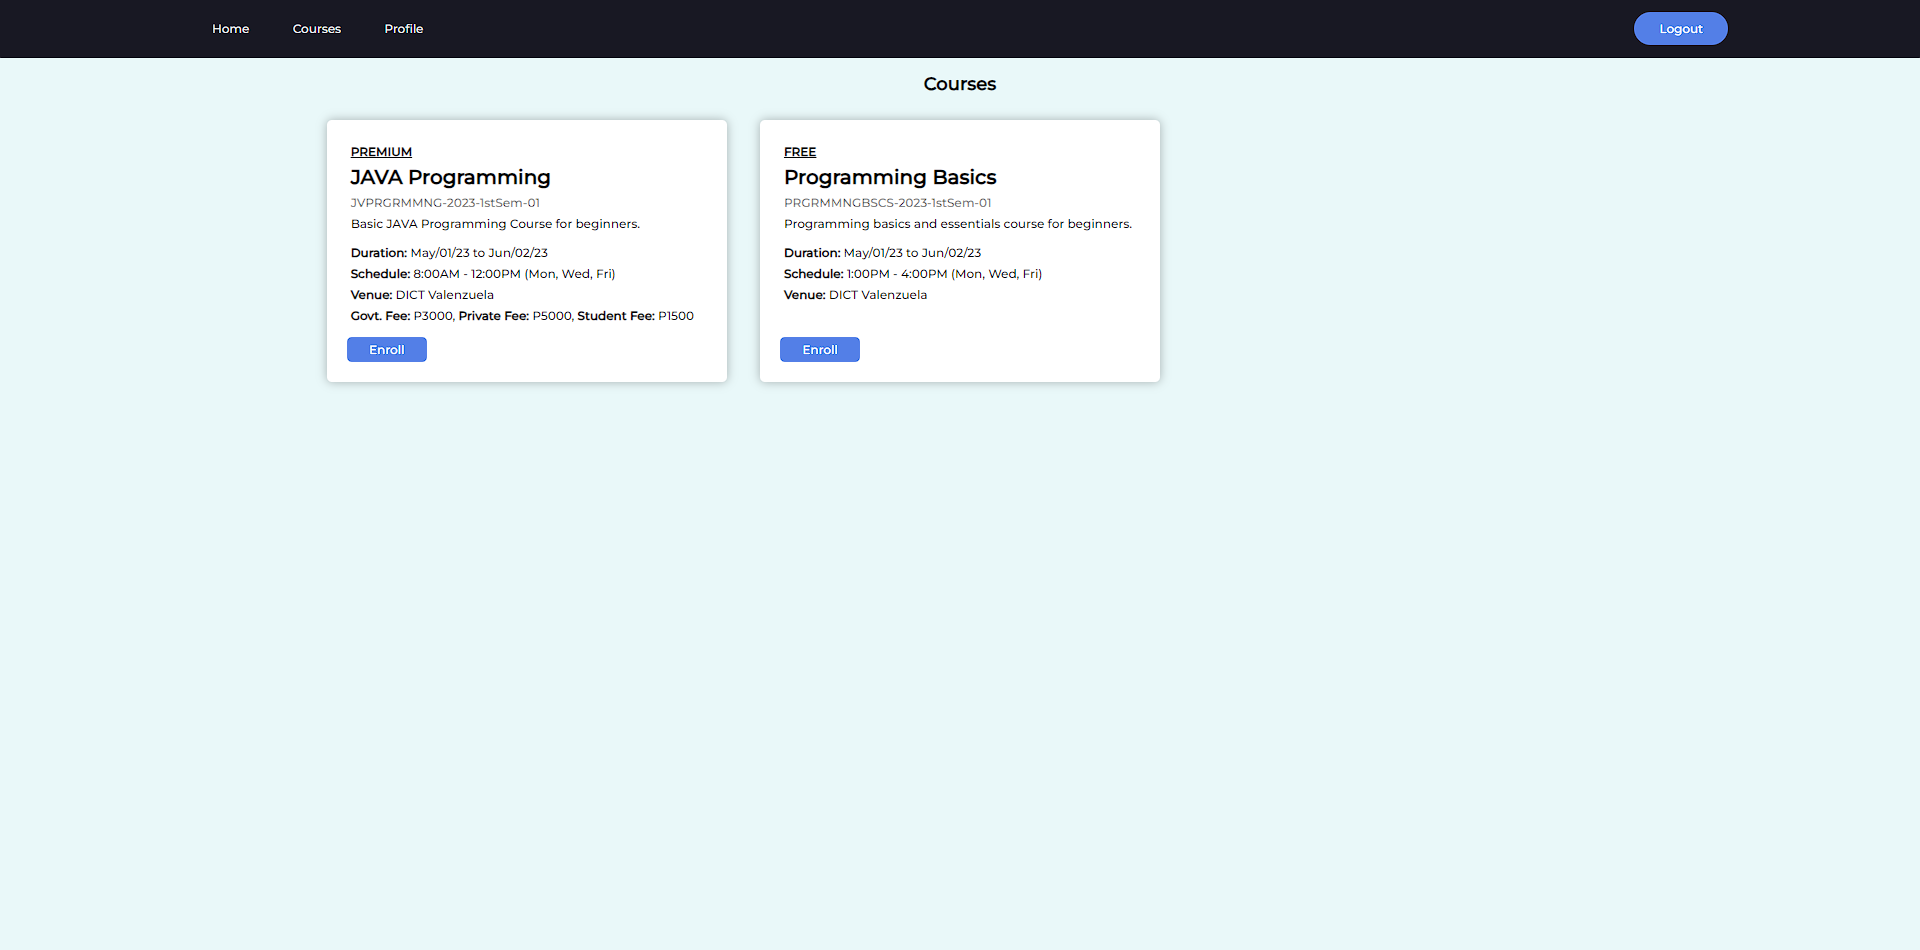 Home Courses Profile Logout
Courses
PREMIUM
JAVA Programming
JVPRGRMMNG-2023-1stSem-01
Basic JAVA Programming Course for beginners.
Duration: May/01/23 to Jun/02/23
Schedule: 8:00AM - 12:00PM (Mon, Wed, Fri)
Venue: DICT Valenzuela
Govt. Fee: P3000, Private Fee: P5000, Student Fee: P1500
Enroll
FREE
Programming Basics
PRGRMMNGBSCS-2023-1stSem-01
Programming basics and essentials course for beginners.
Duration: May/01/23 to Jun/02/23
Schedule: 1:00PM - 4:00PM (Mon, Wed, Fri)
Venue: DICT Valenzuela
Enroll